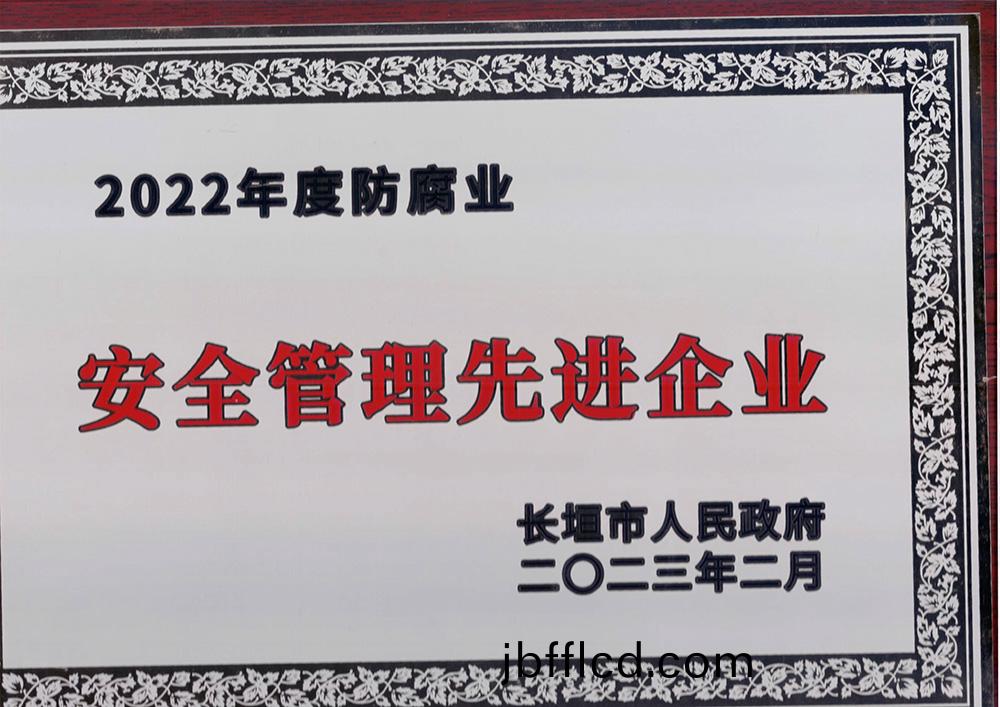 2022年度防腐业
安全管理先进企业
长垣市人民政府
二〇二三年二月
jbfflcd.com